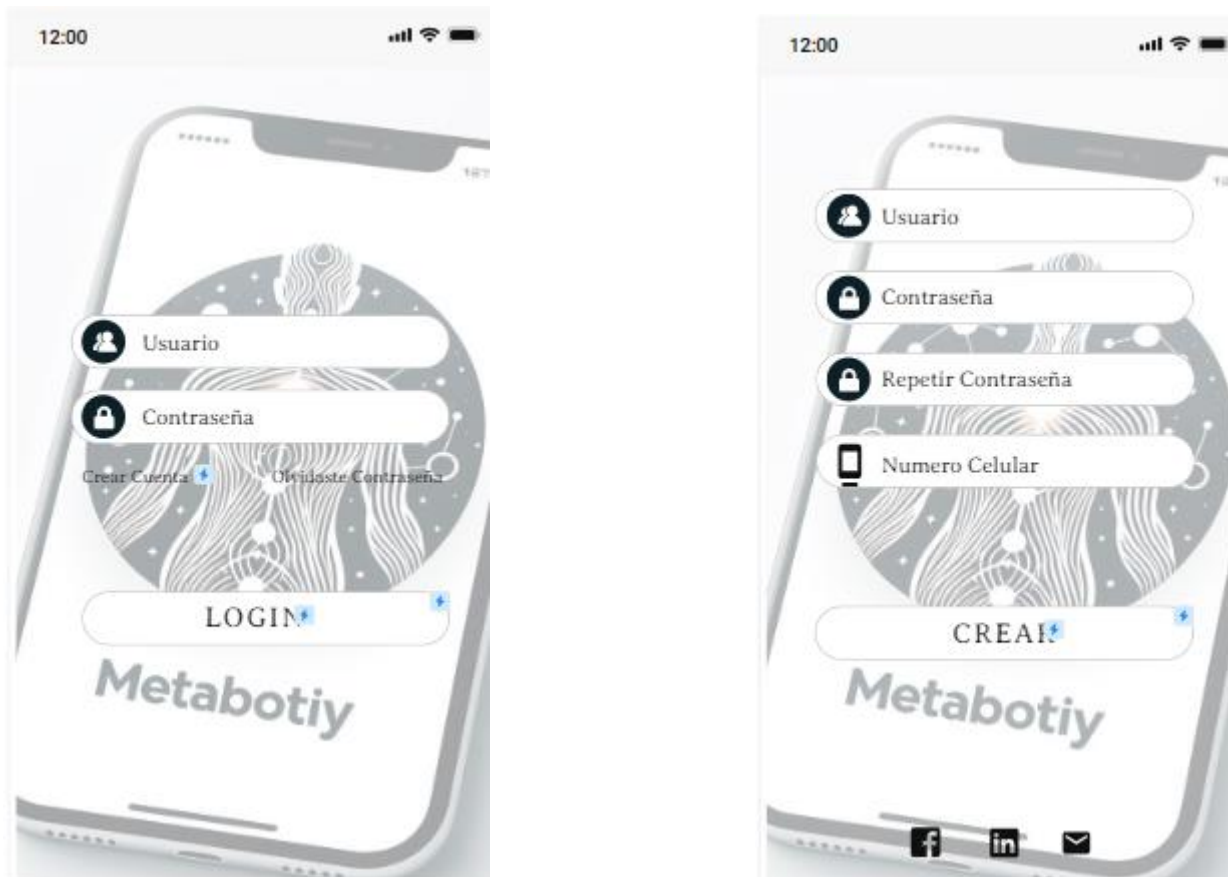 12:00
Usuario
Contraseña
Crear Cuenta
Olvidaste Contraseña
LOGIN
Metabotiy
12:00
Usuario
Contraseña
Repetir Contraseña
Numero Celular
CREAR
Metabotiy
in